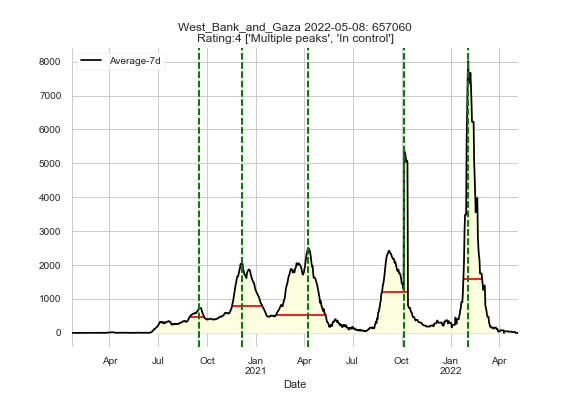 West_Bank_and_Gaza 2022-05-08: 657060
Rating:4 ['Multiple peaks', 'In control']
Average-7d
8000
7000
6000
5000
4000
3000
2000
1000
0
Apr Jul Oct Jan Apr Jul Oct Jan Apr
2021 2022
Date